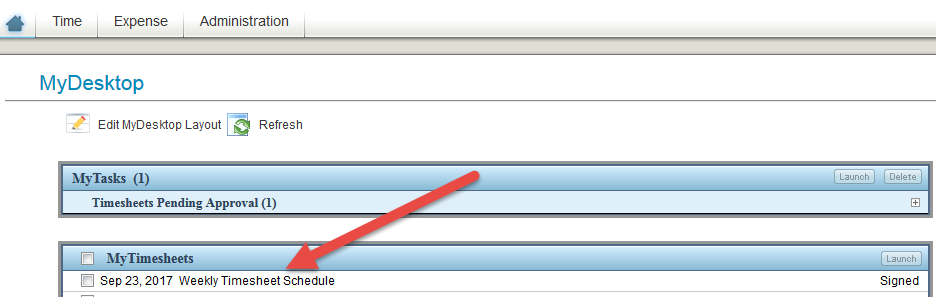 Time Expense Administration
MyDesktop
Edit MyDesktop Layout Refresh
MyTasks (1) Launch Delete
Timesheets Pending Approval (1)
MyTimesheets Launch
Sep 23, 2017 Weekly Timesheet Schedule Signed